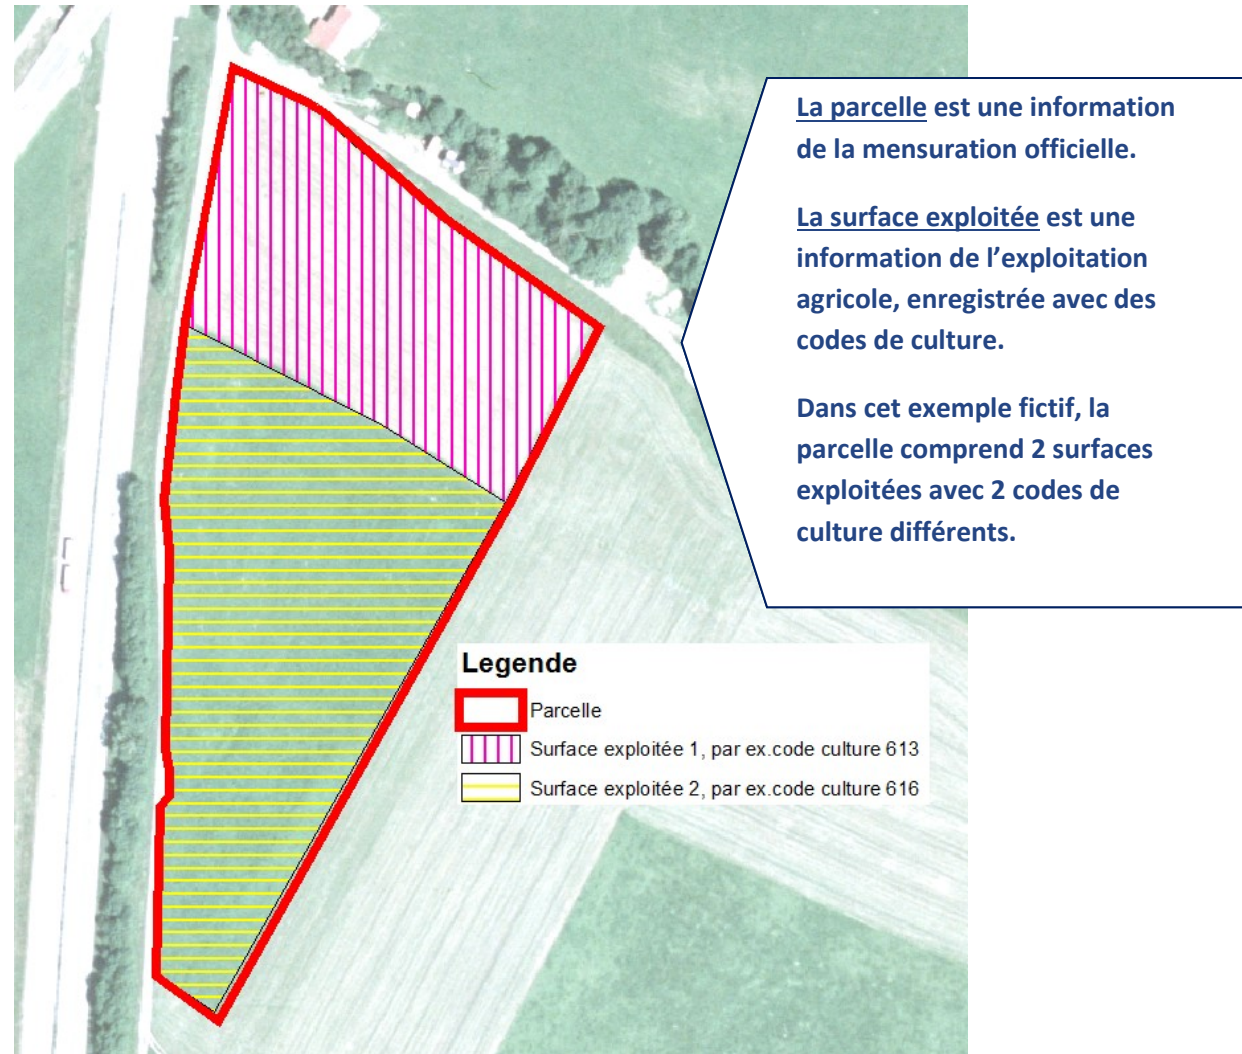 La parcelle est une information
de la mensuration officielle.
La surface exploitée est une
information de l’exploitation
agricole, enregistrée avec des
codes de culture.
Dans cet exemple fictif, la
parcelle comprend 2 surfaces
exploitées avec 2 codes de
culture différents.
Legende
Parcelle
Surface exploitée 1, par ex.code culture 613
Surface exploitée 2, par ex.code culture 616